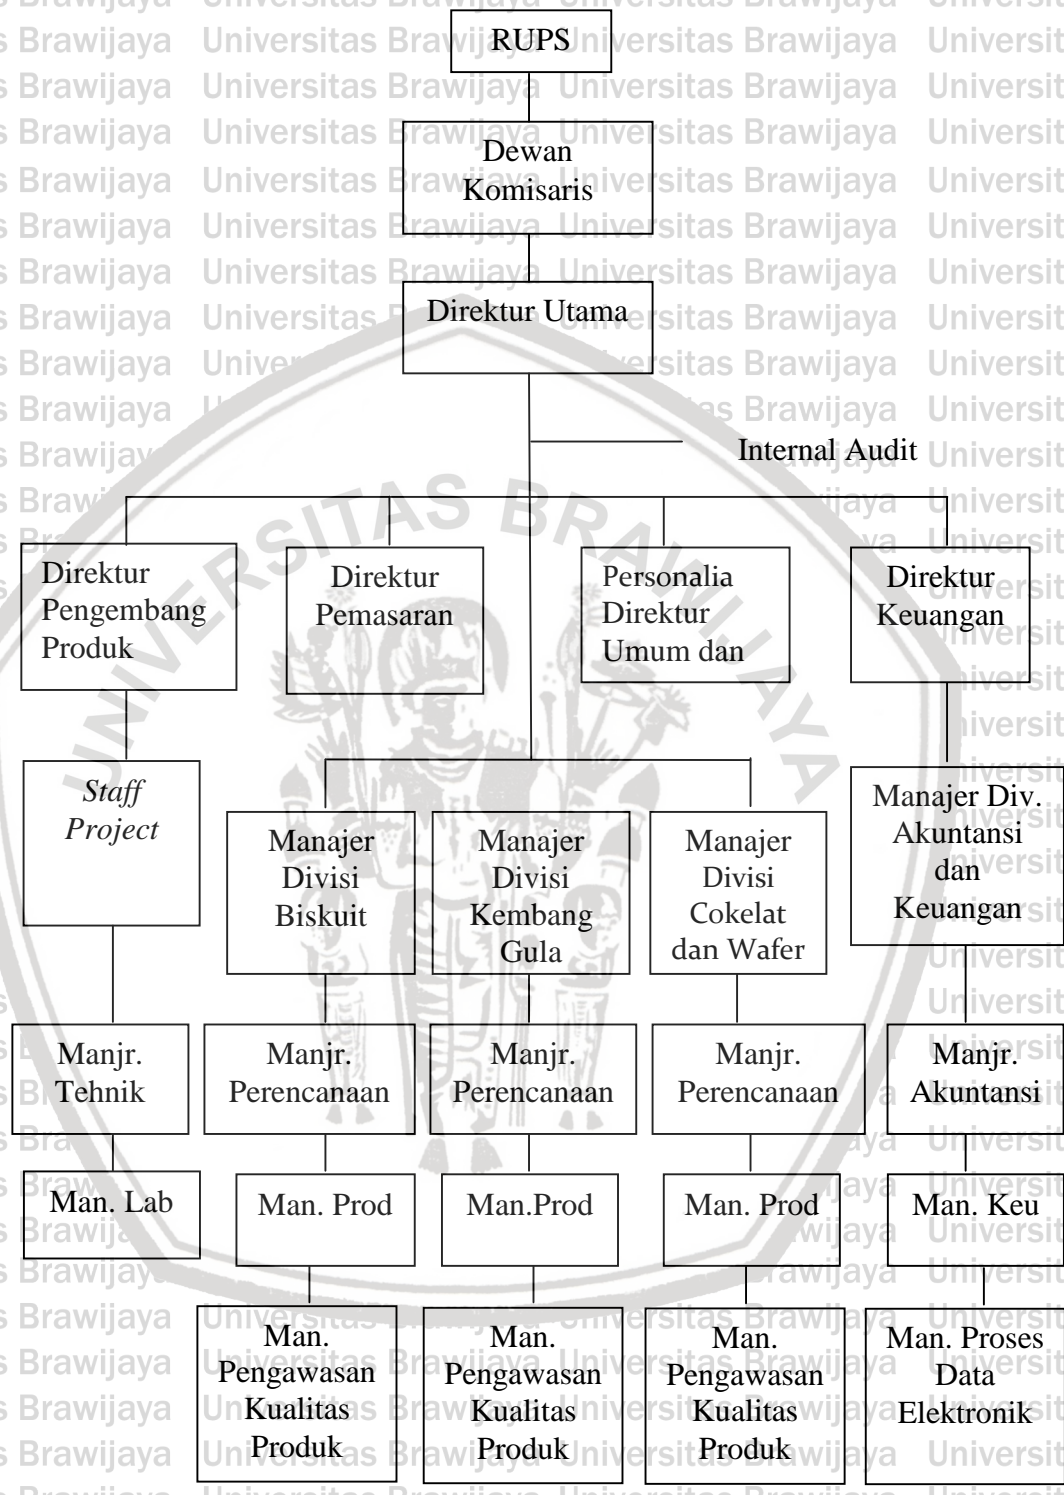 RUPS
Dewan
Komisaris
Direktur Utama
Internal Audit
Direktur
Pengembang
Produk
Direktur
Pemasaran
Personalia
Direktur
Umum dan
Direktur
Keuangan
Staff
Project
Manajer
Divisi
Biskuit
Manajer
Divisi
Kembang
Gula
Manajer
Divisi
Cokelat
dan Wafer
Manajer Div.
Akuntansi
dan
Keuangan
Manjr.
Tehnik
Manjr.
Perencanaan
Manjr.
Perencanaan
Manjr.
Perencanaan
Manjr.
Akuntansi
Man. Lab
Man. Prod
Man.Prod
Man. Prod
Man. Keu
Man.
Pengawasan
Kualitas
Produk
Man.
Pengawasan
Kualitas
Produk
Man.
Pengawasan
Kualitas
Produk
Man. Proses
Data
Elektronik
UNIVERSITAS BRAWIJAYA